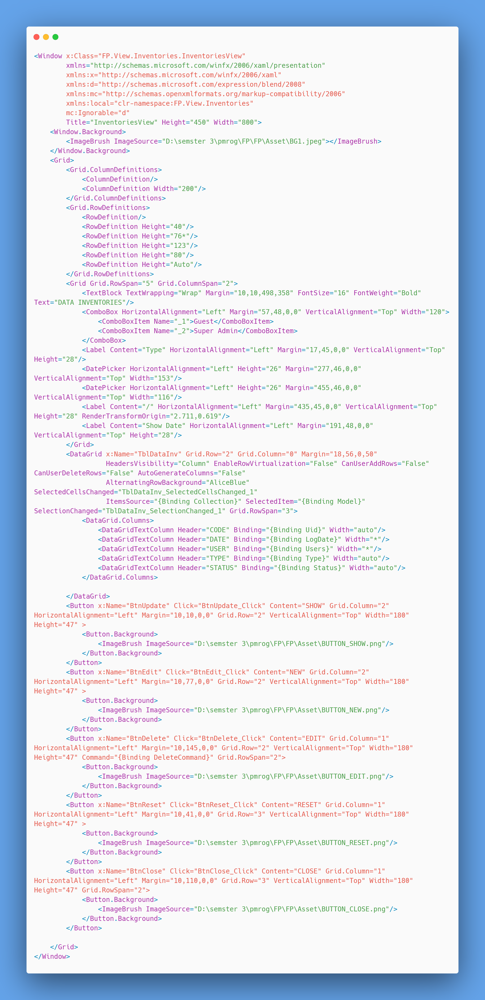 <Window x:Class="FP.View.Inventories.InventoriesView"
        xmlns="http://schemas.microsoft.com/winfx/2006/xaml/presentation"
        xmlns:x="http://schemas.microsoft.com/winfx/2006/xaml"
        xmlns:d="http://schemas.microsoft.com/expression/blend/2008"
        xmlns:mc="http://schemas.openxmlformats.org/markup-compatibility/2006"
        xmlns:local="clr-namespace:FP.View.Inventories"
        mc:Ignorable="d"
        Title="InventoriesView" Height="450" Width="800">
    <Window.Background>
        <ImageBrush ImageSource="D:\semster 3\pmrog\FP\FP\Asset\BG1.jpeg"></ImageBrush>
    </Window.Background>
    <Grid>
        <Grid.ColumnDefinitions>
            <ColumnDefinition/>
            <ColumnDefinition Width="200"/>
        </Grid.ColumnDefinitions>
        <Grid.RowDefinitions>
            <RowDefinition/>
            <RowDefinition Height="40"/>
            <RowDefinition Height="76*"/>
            <RowDefinition Height="123"/>
            <RowDefinition Height="80"/>
            <RowDefinition Height="Auto"/>
        </Grid.RowDefinitions>
        <Grid Grid.RowSpan="5" Grid.ColumnSpan="2">
            <TextBlock TextWrapping="Wrap" Margin="10,10,498,358" FontSize="16" FontWeight="Bold"
Text="DATA INVENTORIES"/>
            <ComboBox HorizontalAlignment="Left" Margin="57,48,0,0" VerticalAlignment="Top" Width="120">
                <ComboBoxItem Name="_1">Guest</ComboBoxItem>
                <ComboBoxItem Name="_2">Super Admin</ComboBoxItem>
            </ComboBox>
            <Label Content="Type" HorizontalAlignment="Left" Margin="17,45,0,0" VerticalAlignment="Top"
Height="28"/>
            <DatePicker HorizontalAlignment="Left" Height="26" Margin="277,46,0,0"
VerticalAlignment="Top" Width="153"/>
            <DatePicker HorizontalAlignment="Left" Height="26" Margin="455,46,0,0"
VerticalAlignment="Top" Width="116"/>
            <Label Content="/" HorizontalAlignment="Left" Margin="435,45,0,0" VerticalAlignment="Top"
Height="28" RenderTransformOrigin="2.711,0.619"/>
            <Label Content="Show Date" HorizontalAlignment="Left" Margin="191,48,0,0"
VerticalAlignment="Top" Height="28"/>
        </Grid>
        <DataGrid x:Name="TblDataInv" Grid.Row="2" Grid.Column="0" Margin="18,56,0,50"
                  HeadersVisibility="Column" EnableRowVirtualization="False" CanUserAddRows="False"
CanUserDeleteRows="False" AutoGenerateColumns="False"
                  AlternatingRowBackground="AliceBlue"
SelectedCellsChanged="TblDataInv_SelectedCellsChanged_1"
                  ItemsSource="{Binding Collection}" SelectedItem="{Binding Model}"
SelectionChanged="TblDataInv_SelectionChanged_1" Grid.RowSpan="3">
            <DataGrid.Columns>
                <DataGridTextColumn Header="CODE" Binding="{Binding Uid}" Width="auto"/>
                <DataGridTextColumn Header="DATE" Binding="{Binding LogDate}" Width="*"/>
                <DataGridTextColumn Header="USER" Binding="{Binding Users}" Width="*"/>
                <DataGridTextColumn Header="TYPE" Binding="{Binding Type}" Width="auto"/>
                <DataGridTextColumn Header="STATUS" Binding="{Binding Status}" Width="auto"/>
            </DataGrid.Columns>

        </DataGrid>
        <Button x:Name="BtnUpdate" Click="BtnUpdate_Click" Content="SHOW" Grid.Column="2"
HorizontalAlignment="Left" Margin="10,10,0,0" Grid.Row="2" VerticalAlignment="Top" Width="180"
Height="47" >
            <Button.Background>
                <ImageBrush ImageSource="D:\semster 3\pmrog\FP\FP\Asset\BUTTON_SHOW.png"/>
            </Button.Background>
        </Button>
        <Button x:Name="BtnEdit" Click="BtnEdit_Click" Content="NEW" Grid.Column="2"
HorizontalAlignment="Left" Margin="10,77,0,0" Grid.Row="2" VerticalAlignment="Top" Width="180"
Height="47" >
            <Button.Background>
                <ImageBrush ImageSource="D:\semster 3\pmrog\FP\FP\Asset\BUTTON_NEW.png"/>
            </Button.Background>
        </Button>
        <Button x:Name="BtnDelete" Click="BtnDelete_Click" Content="EDIT" Grid.Column="1"
HorizontalAlignment="Left" Margin="10,145,0,0" Grid.Row="2" VerticalAlignment="Top" Width="180"
Height="47" Command="{Binding DeleteCommand}" Grid.RowSpan="2">
            <Button.Background>
                <ImageBrush ImageSource="D:\semster 3\pmrog\FP\FP\Asset\BUTTON_EDIT.png"/>
            </Button.Background>
        </Button>
        <Button x:Name="BtnReset" Click="BtnReset_Click" Content="RESET" Grid.Column="1"
HorizontalAlignment="Left" Margin="10,41,0,0" Grid.Row="3" VerticalAlignment="Top" Width="180"
Height="47" >
            <Button.Background>
                <ImageBrush ImageSource="D:\semster 3\pmrog\FP\FP\Asset\BUTTON_RESET.png"/>
            </Button.Background>
        </Button>
        <Button x:Name="BtnClose" Click="BtnClose_Click" Content="CLOSE" Grid.Column="1"
HorizontalAlignment="Left" Margin="10,110,0,0" Grid.Row="3" VerticalAlignment="Top" Width="180"
Height="47" Grid.RowSpan="2">
            <Button.Background>
                <ImageBrush ImageSource="D:\semster 3\pmrog\FP\FP\Asset\BUTTON_CLOSE.png"/>
            </Button.Background>
        </Button>

    </Grid>
</Window>